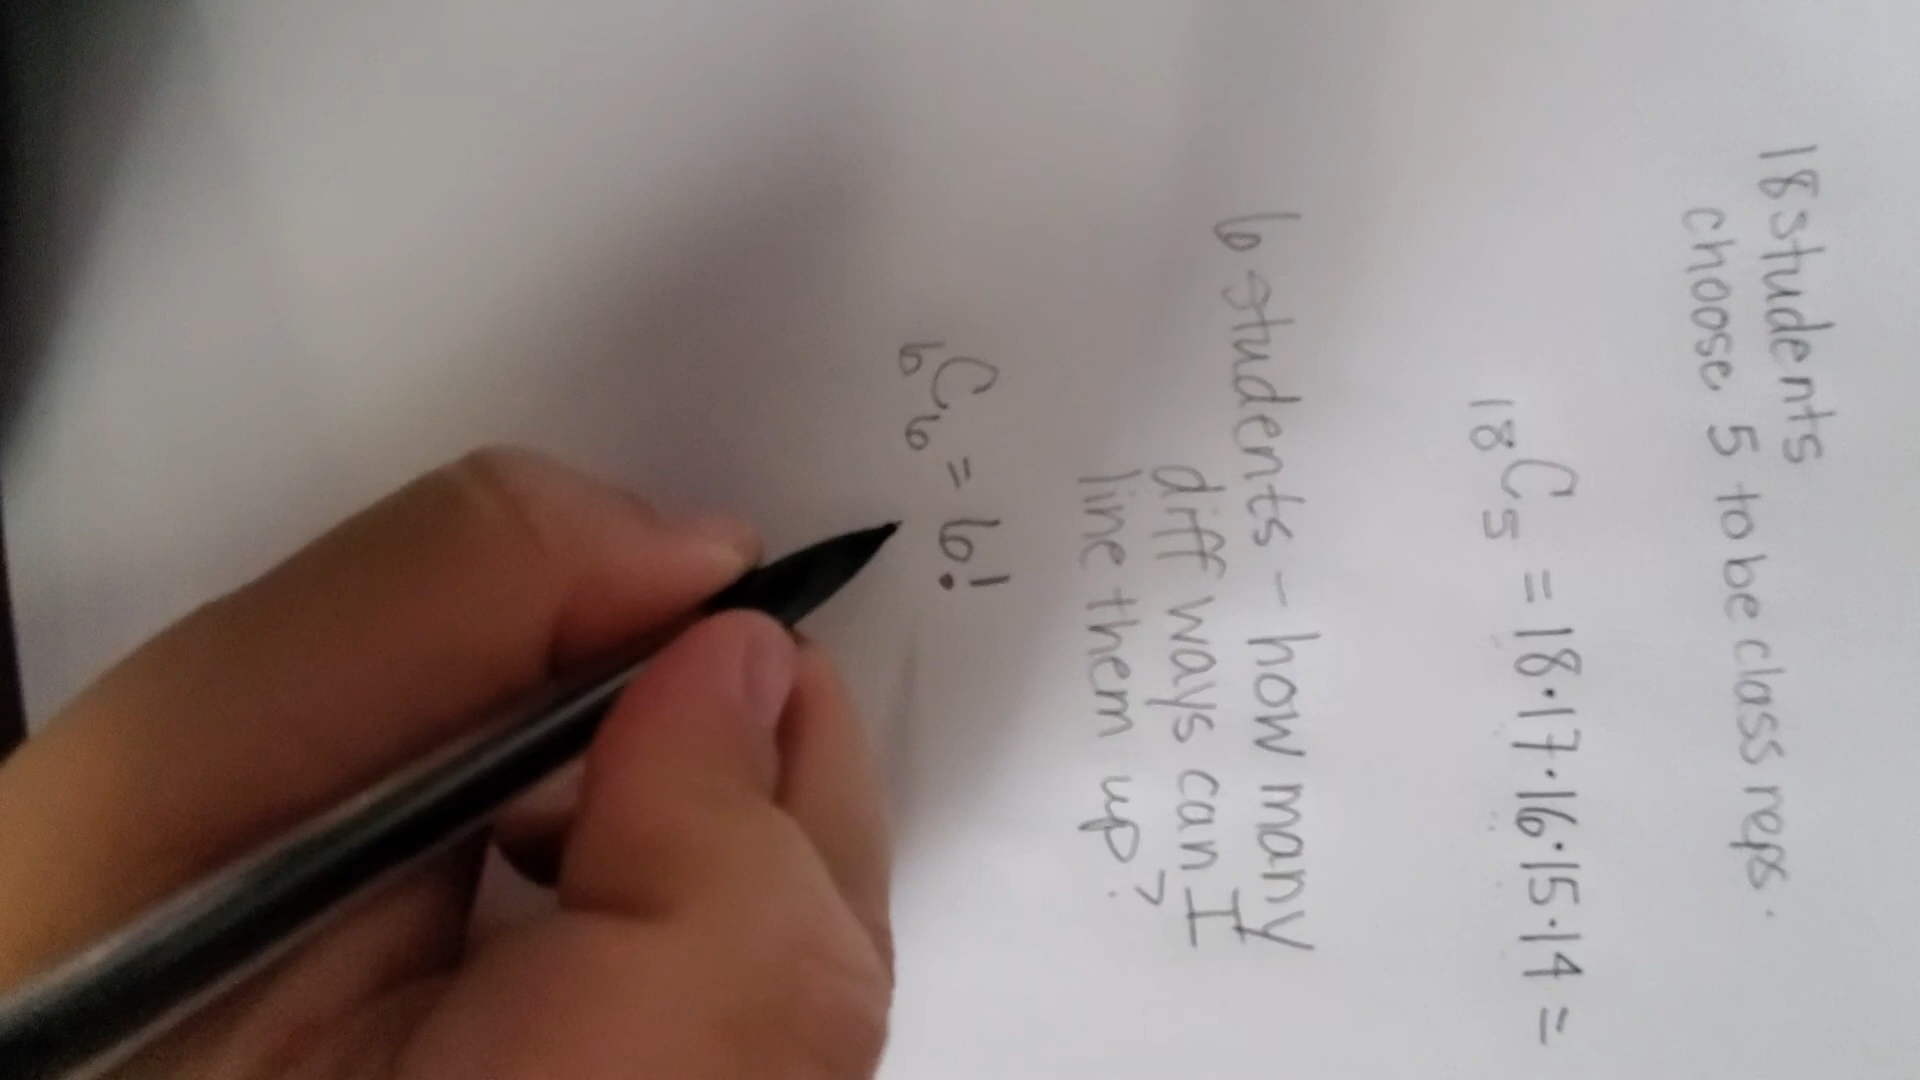 18 students
choose 5 to be class reps.
₁₈C₅ = 18·17·16·15·14 =
6 students - how many
diff ways can I
line them up?
₆C₆ = 6!